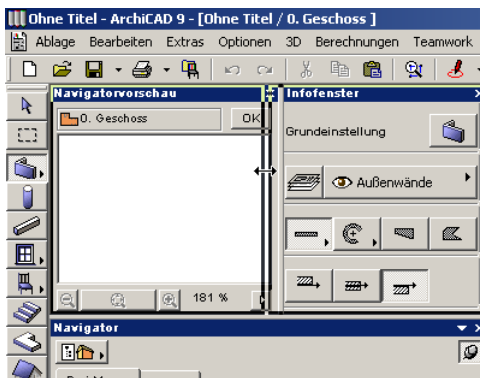 Ohne Titel - ArchiCAD 9 - [Ohne Titel / 0. Geschoss ]
Ablage Bearbeiten Extras Optionen 3D Berechnungen Teamwork
Navigatorvorschau
Infofenster
0. Geschoss
OK
Grundeinstellung
Außenwände
181 %
Navigator